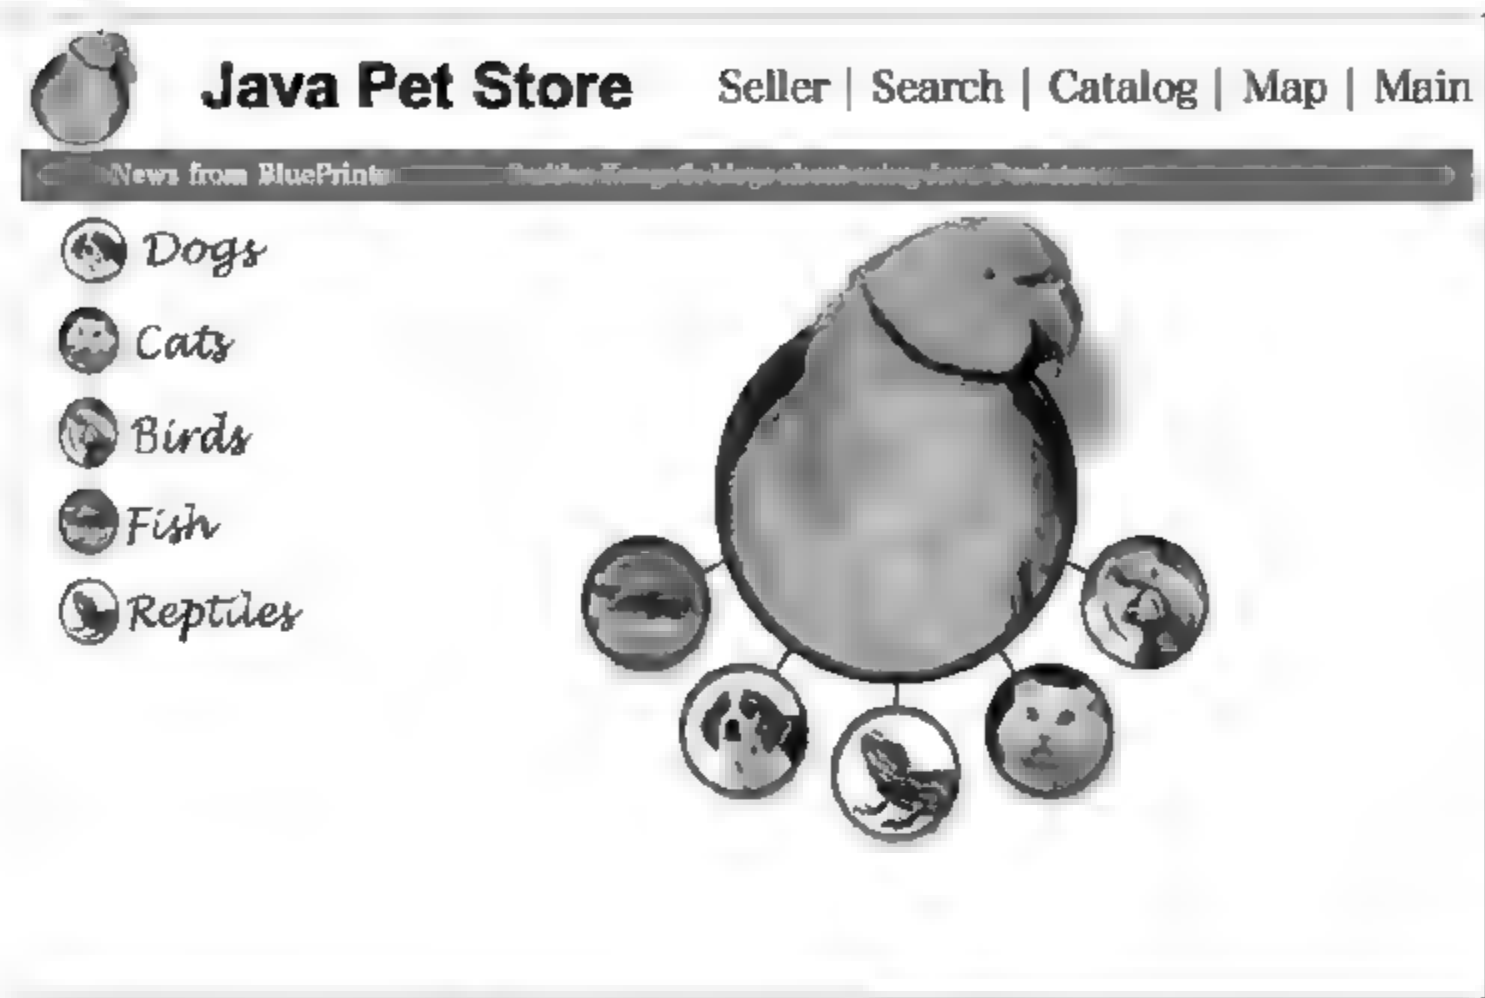 Java Pet Store
Seller | Search | Catalog | Map | Main
News from BluePrints
Dogs
Cats
Birds
Fish
Reptiles